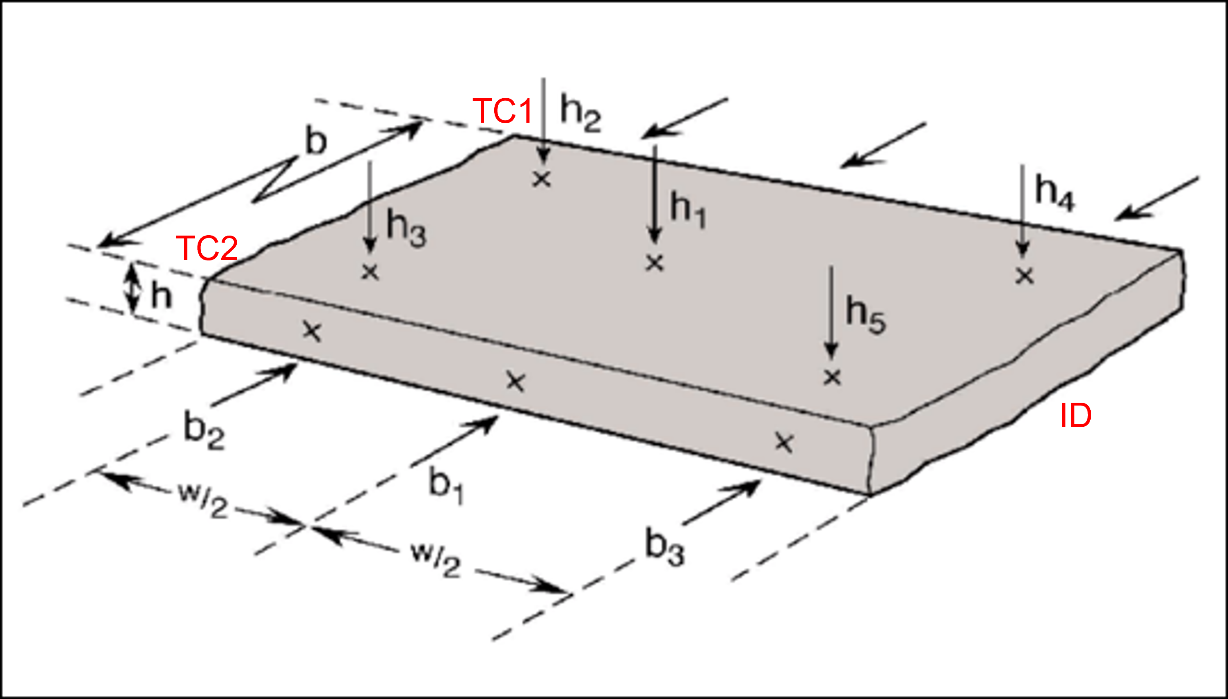 TC1
h₂
b
h₄
h₁
h₃
TC2
h
h₅
ID
b₂
b₁
w/2
b₃
w/2